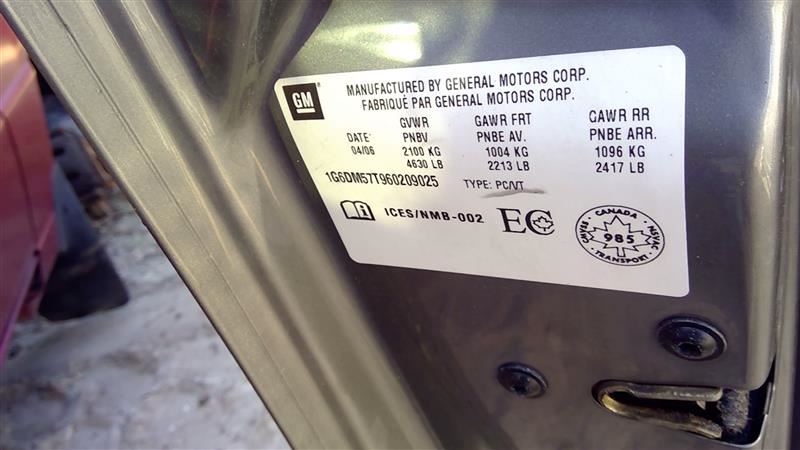 GM
MANUFACTURED BY GENERAL MOTORS CORP.
FABRIQUÉ PAR GENERAL MOTORS CORP.
GVWR GAWR FRT GAWR RR
DATE PNBV PNBE AV. PNBE ARR.
04/06 2100 KG 1004 KG 1096 KG
4630 LB 2213 LB 2417 LB
1G6DM57T960209025 TYPE: PC/VT
i ICES/NMB-002 EC
CANADA
CMVSS 985 NSVAC
TRANSPORT